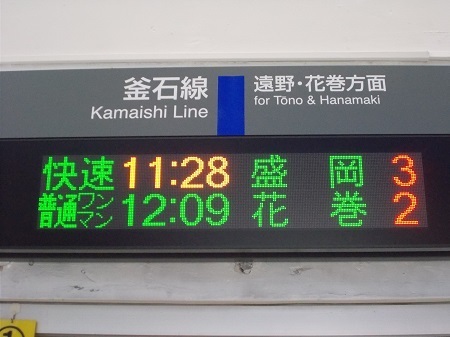 釜石線
Kamaishi Line
遠野・花巻方面
for Tōno & Hanamaki
快速 11:28 盛岡 3
普通ワンマン 12:09 花巻 2
1